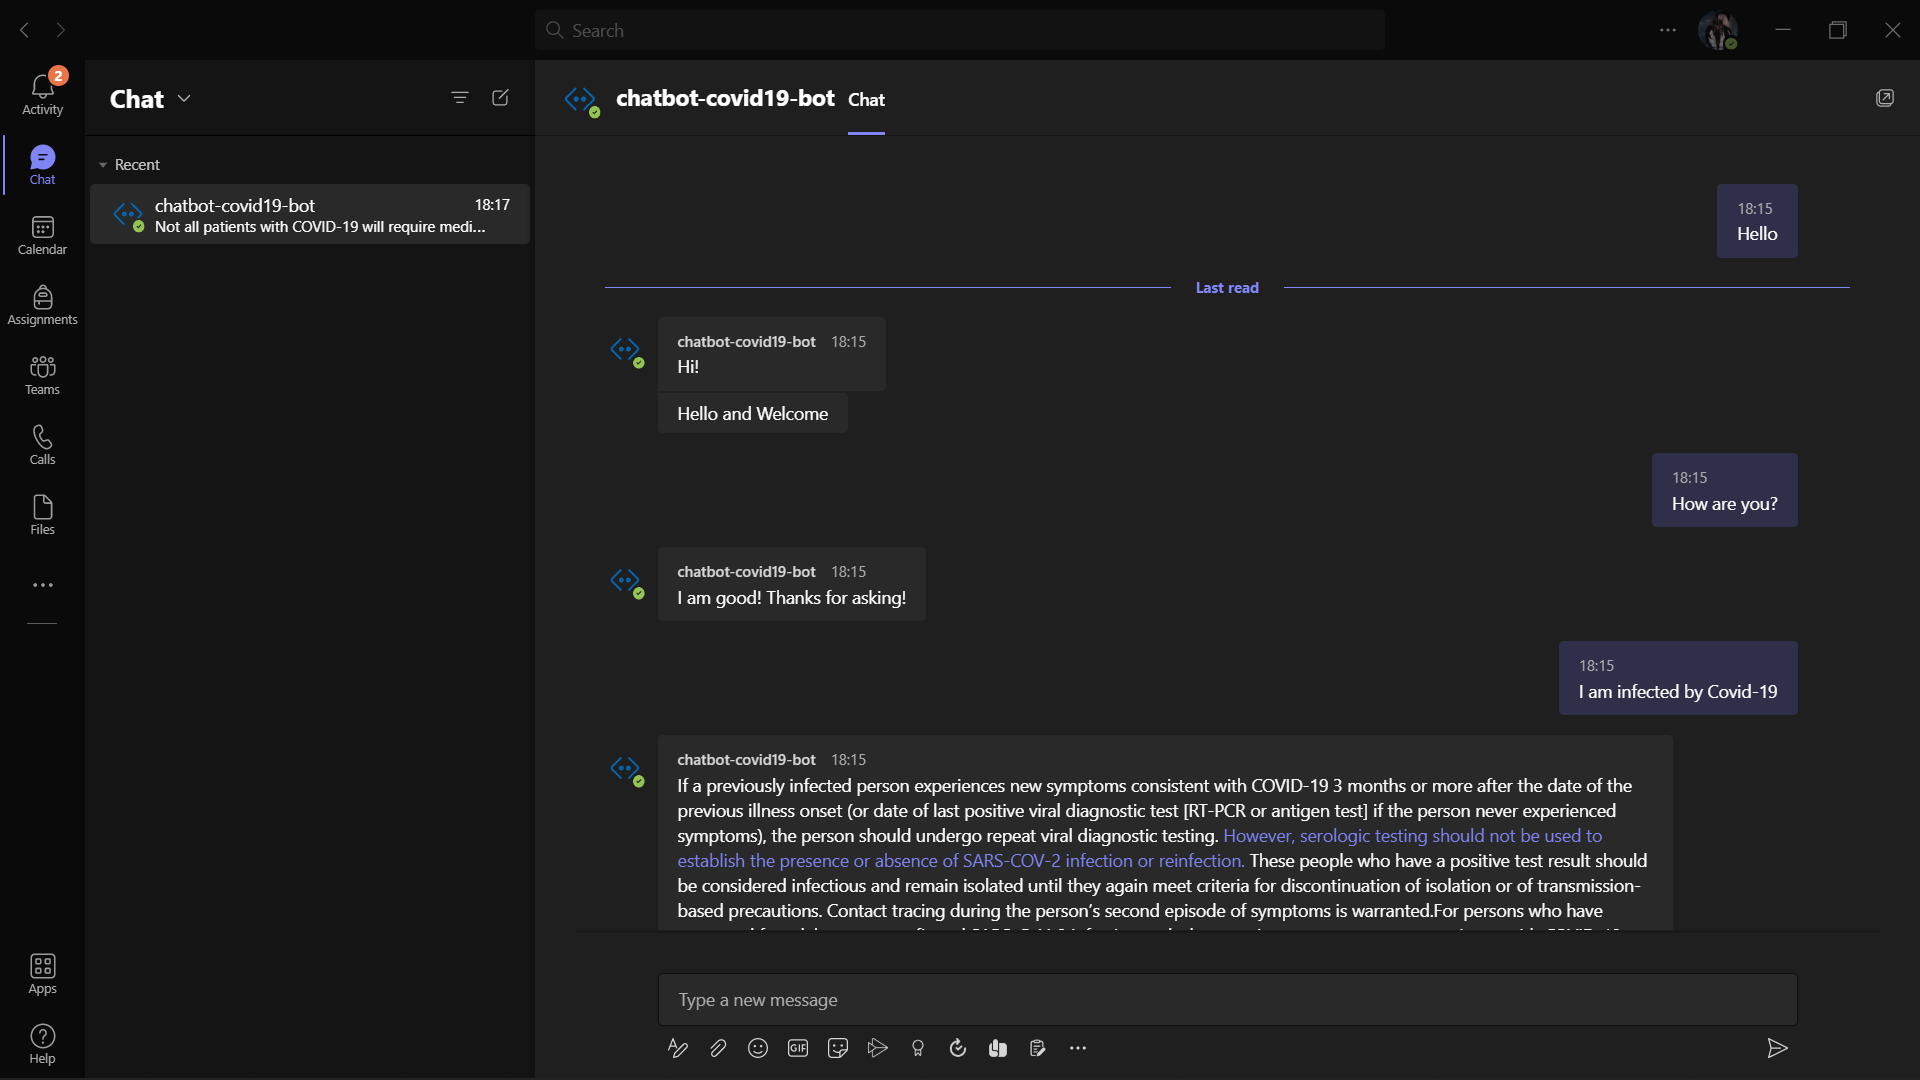 Search
2
Activity
Chat
Calendar
Assignments
Teams
Calls
Files
Apps
Help
Chat
Recent
chatbot-covid19-bot 18:17
Not all patients with COVID-19 will require medi...
chatbot-covid19-bot Chat
18:15
Hello
Last read
chatbot-covid19-bot 18:15
Hi!
Hello and Welcome
18:15
How are you?
chatbot-covid19-bot 18:15
I am good! Thanks for asking!
18:15
I am infected by Covid-19
chatbot-covid19-bot 18:15
If a previously infected person experiences new symptoms consistent with COVID-19 3 months or more after the date of the
previous illness onset (or date of last positive viral diagnostic test [RT-PCR or antigen test] if the person never experienced
symptoms), the person should undergo repeat viral diagnostic testing. However, serologic testing should not be used to
establish the presence or absence of SARS-COV-2 infection or reinfection. These people who have a positive test result should
be considered infectious and remain isolated until they again meet criteria for discontinuation of isolation or of transmission-
based precautions. Contact tracing during the person's second episode of symptoms is warranted.For persons who have
Type a new message
GIF